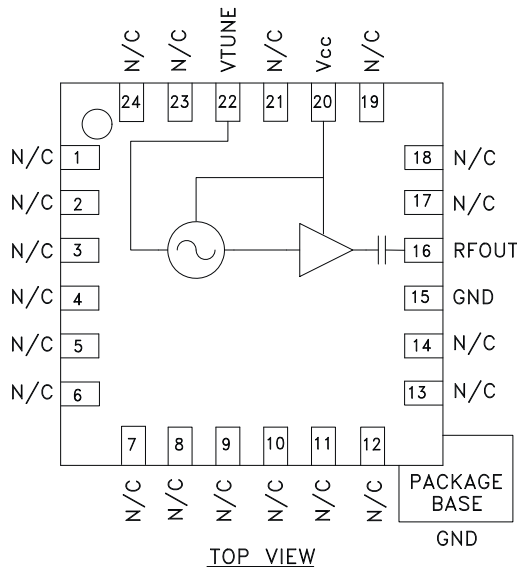 N/C N/C VTUNE N/C Vcc N/C
24 23 22 21 20 19
N/C 1
N/C 2
N/C 3
N/C 4
N/C 5
N/C 6
18 N/C
17 N/C
16 RFOUT
15 GND
14 N/C
13 N/C
7 8 9 10 11 12
N/C N/C N/C N/C N/C N/C
PACKAGE
BASE
GND
TOP VIEW